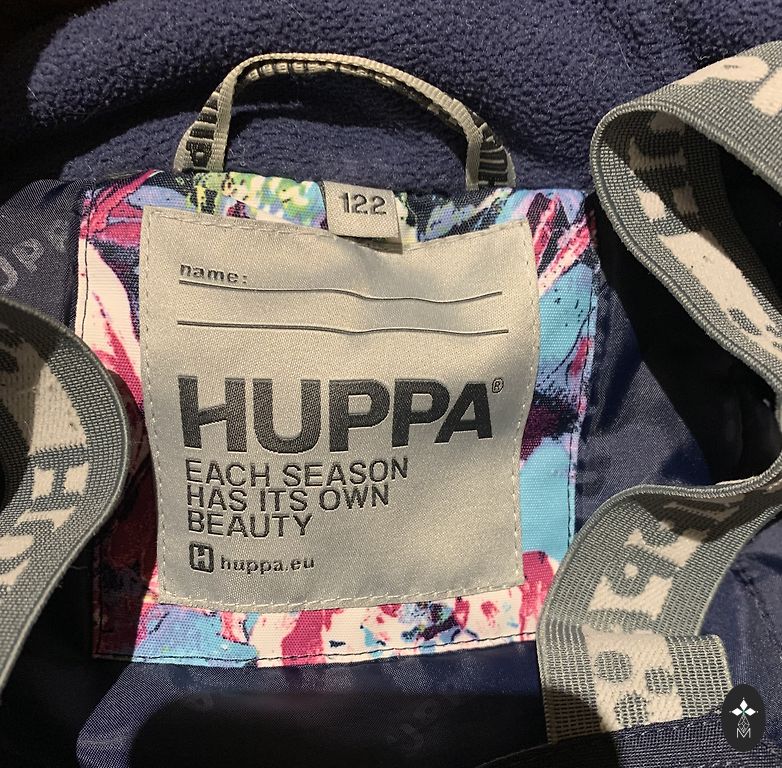 122
name:
HUPPA®
EACH SEASON
HAS ITS OWN
BEAUTY
H huppa.eu